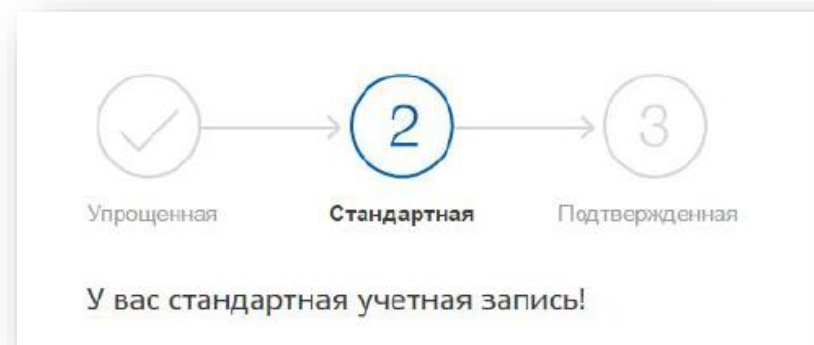 2 3
Упрощенная Стандартная Подтвержденная
У вас стандартная учетная запись!